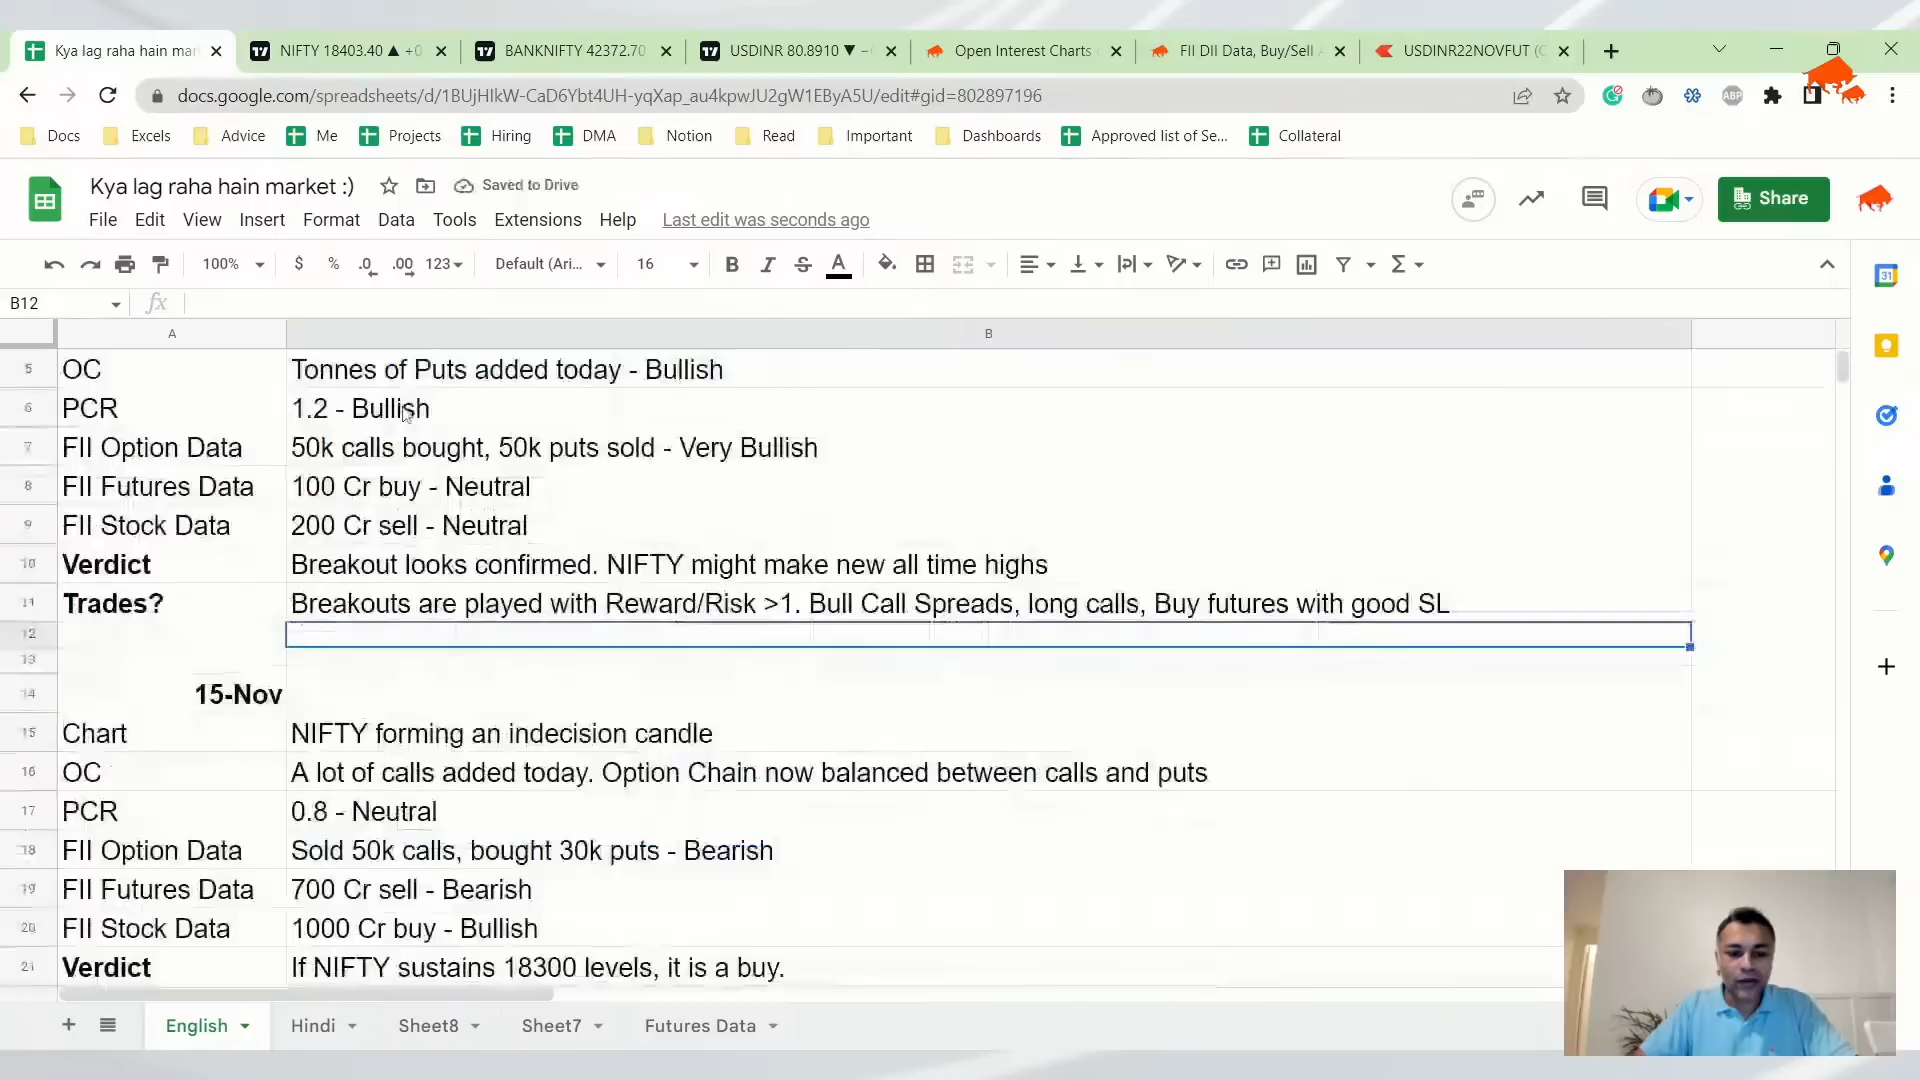 Kya lag raha hain mar
NIFTY 18403.40 ▲ +0
BANKNIFTY 42372.70
USDINR 80.8910 ▼ −
Open Interest Charts
FII DII Data, Buy/Sell
USDINR22NOVFUT (
docs.google.com/spreadsheets/d/1BUjHIkW-CaD6Ybt4UH-yqXap_au4kpwJU2gW1EByA5U/edit#gid=802897196
ABP
Docs Excels Advice Me Projects Hiring DMA Notion Read Important Dashboards Approved list of Se... Collateral
Kya lag raha hain market :) Saved to Drive
File Edit View Insert Format Data Tools Extensions Help Last edit was seconds ago
Share
100% $ % .0 .00 123 Default (Ari... 16 B I S A
31
B12 fx
A B
5 OC Tonnes of Puts added today - Bullish
6 PCR 1.2 - Bullish
7 FII Option Data 50k calls bought, 50k puts sold - Very Bullish
8 FII Futures Data 100 Cr buy - Neutral
9 FII Stock Data 200 Cr sell - Neutral
10 Verdict Breakout looks confirmed. NIFTY might make new all time highs
11 Trades? Breakouts are played with Reward/Risk >1. Bull Call Spreads, long calls, Buy futures with good SL
12
13
14 15-Nov
15 Chart NIFTY forming an indecision candle
16 OC A lot of calls added today. Option Chain now balanced between calls and puts
17 PCR 0.8 - Neutral
18 FII Option Data Sold 50k calls, bought 30k puts - Bearish
19 FII Futures Data 700 Cr sell - Bearish
20 FII Stock Data 1000 Cr buy - Bullish
21 Verdict If NIFTY sustains 18300 levels, it is a buy.
English Hindi Sheet8 Sheet7 Futures Data